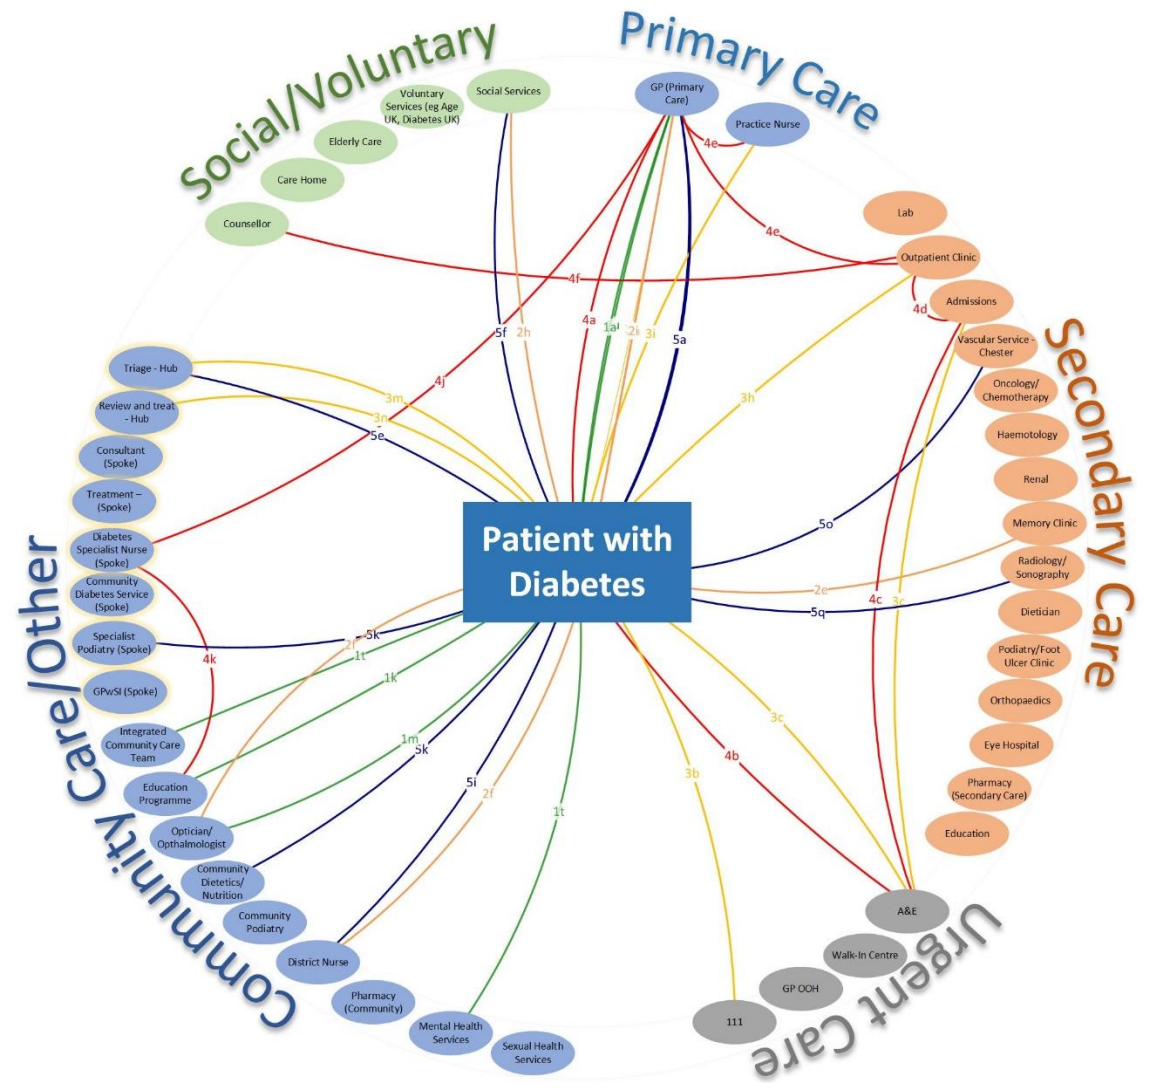 Social/Voluntary
Primary Care
Secondary Care
Urgent Care
Community Care/Other
Social Services
Voluntary
Services (eg Age
UK, Diabetes UK)
Elderly Care
Care Home
Counsellor
GP (Primary
Care)
Practice Nurse
Lab
Outpatient Clinic
Admissions
Vascular Service -
Chester
Oncology/
Chemotherapy
Haemotology
Renal
Memory Clinic
Radiology/
Sonography
Dietician
Podiatry/Foot
Ulcer Clinic
Orthopaedics
Eye Hospital
Pharmacy
(Secondary Care)
Education
A&E
Walk-In Centre
GP OOH
111
Triage - Hub
Review and treat
- Hub
Consultant
(Spoke)
Treatment –
(Spoke)
Diabetes
Specialist Nurse
(Spoke)
Community
Diabetes Service
(Spoke)
Specialist
Podiatry (Spoke)
GPwSI (Spoke)
Integrated
Community Care
Team
Education
Programme
Optician/
Opthalmologist
Community
Dietetics/
Nutrition
Community
Podiatry
District Nurse
Pharmacy
(Community)
Mental Health
Services
Sexual Health
Services
Patient with
Diabetes
4e
4e
4f
4d
5f
2h
4a
3i
5a
4j
3m
3n
5e
3h
5o
2e
5q
4c
3c
5k
2f
1t
4k
1k
1m
5k
5i
2f
1t
3b
4b
3c